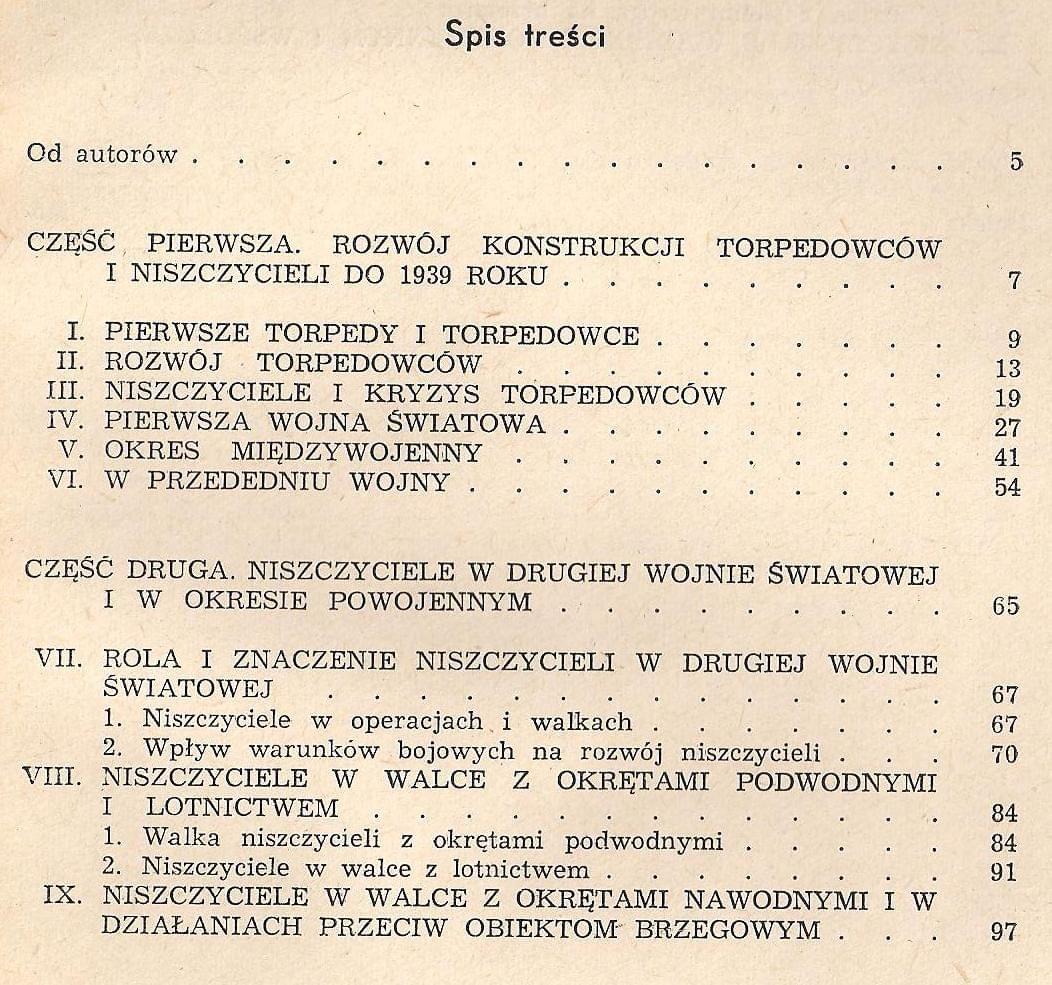 Spis treści
Od autorów . . . . . . . . . . . . . . . . . 5
CZĘŚĆ PIERWSZA. ROZWÓJ KONSTRUKCJI TORPEDOWCÓW
I NISZCZYCIELI DO 1939 ROKU . . . . . . . . . 7
I. PIERWSZE TORPEDY I TORPEDOWCE . . . . . . . 9
II. ROZWÓJ TORPEDOWCÓW . . . . . . . . . . 13
III. NISZCZYCIELE I KRYZYS TORPEDOWCÓW . . . . . 19
IV. PIERWSZA WOJNA ŚWIATOWA . . . . . . . . . 27
V. OKRES MIĘDZYWOJENNY . . . . . . . . . . 41
VI. W PRZEDEDNIU WOJNY . . . . . . . . . . . 54
CZĘŚĆ DRUGA. NISZCZYCIELE W DRUGIEJ WOJNIE ŚWIATOWEJ
I W OKRESIE POWOJENNYM . . . . . . . . . 65
VII. ROLA I ZNACZENIE NISZCZYCIELI W DRUGIEJ WOJNIE
ŚWIATOWEJ . . . . . . . . . . . . . . 67
1. Niszczyciele w operacjach i walkach . . . . . . . 67
2. Wpływ warunków bojowych na rozwój niszczycieli . . . 70
VIII. NISZCZYCIELE W WALCE Z OKRĘTAMI PODWODNYMI
I LOTNICTWEM . . . . . . . . . . . . . 84
1. Walka niszczycieli z okrętami podwodnymi . . . . . 84
2. Niszczyciele w walce z lotnictwem . . . . . . . . 91
IX. NISZCZYCIELE W WALCE Z OKRĘTAMI NAWODNYMI I W
DZIAŁANIACH PRZECIW OBIEKTOM BRZEGOWYM . . . 97